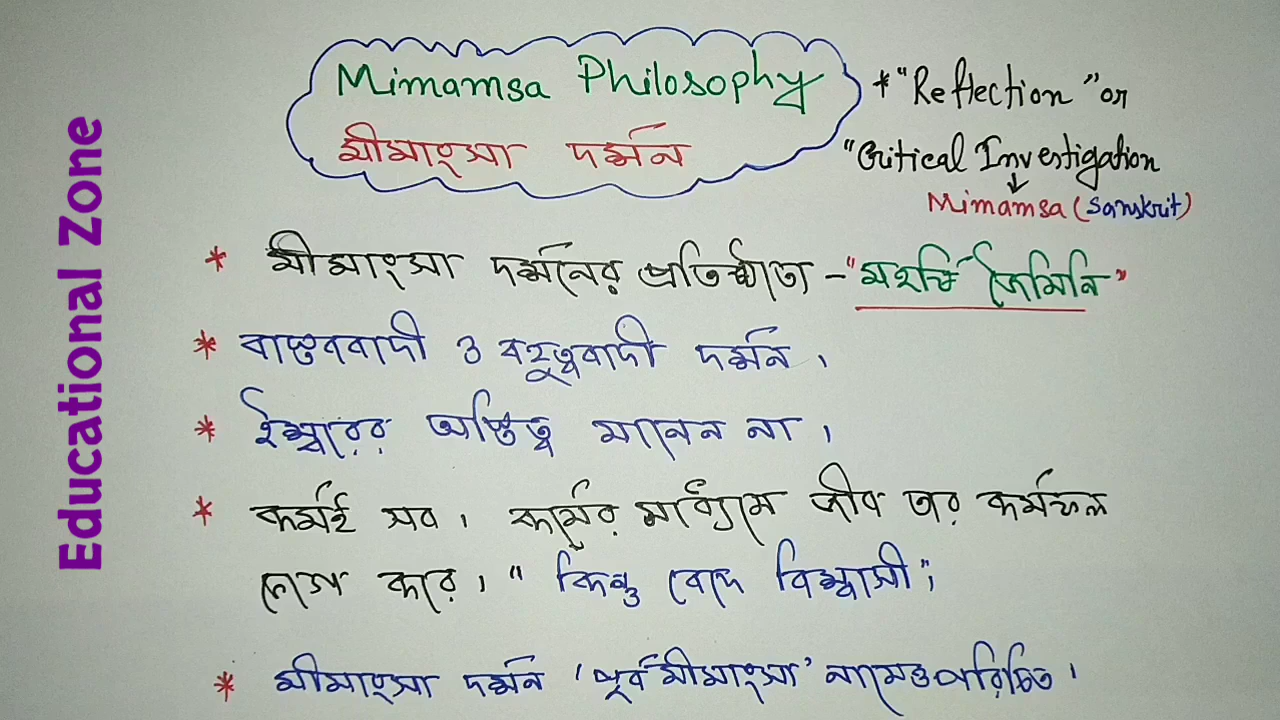 Educational Zone
Mimamsa Philosophy
মীমাংসা দর্শন
* "Reflection" or
"Critical Investigation
↓
Mimamsa (Sanskrit)
* মীমাংসা দর্শনের প্রতিষ্ঠাতা – "মহর্ষি জৈমিনি"
* বাস্তববাদী ও বহুত্ববাদী দর্শন।
* ঈশ্বরের অস্তিত্ব মানেন না।
* কর্মই সব। কর্মের মাধ্যমে জীব তার কর্মফল
ভোগ করে। "কিন্তু বেদে বিশ্বাসী";
* মীমাংসা দর্শন 'পূর্ব মীমাংসা' নামেও পরিচিত।